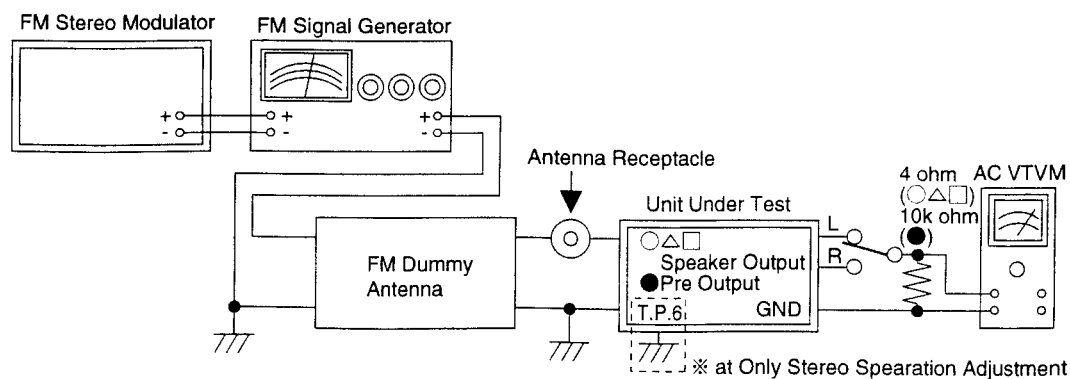 FM Stereo Modulator
FM Signal Generator
+ + +
- - -
Antenna Receptacle
4 ohm AC VTVM
(○△□)
10k ohm
(●)
Unit Under Test
L
○△□
R
Speaker Output
●Pre Output
FM Dummy
Antenna
T.P.6 GND
※ at Only Stereo Spearation Adjustment